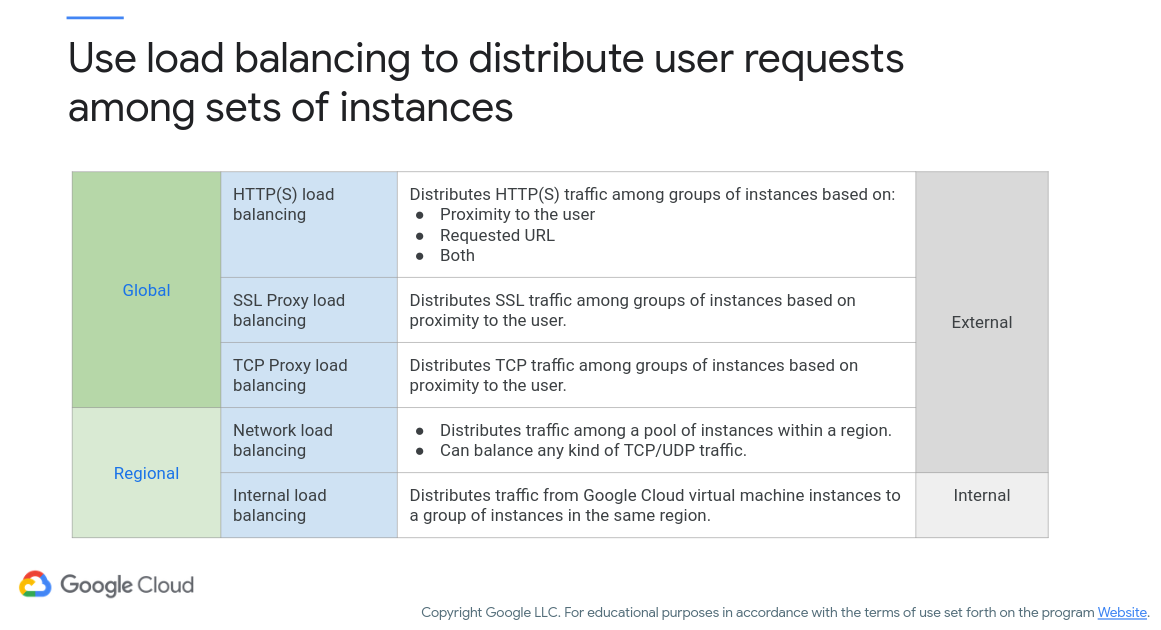 Use load balancing to distribute user requests
among sets of instances
Global
HTTP(S) load
balancing
Distributes HTTP(S) traffic among groups of instances based on:
● Proximity to the user
● Requested URL
● Both
External
SSL Proxy load
balancing
Distributes SSL traffic among groups of instances based on
proximity to the user.
TCP Proxy load
balancing
Distributes TCP traffic among groups of instances based on
proximity to the user.
Regional
Network load
balancing
● Distributes traffic among a pool of instances within a region.
● Can balance any kind of TCP/UDP traffic.
Internal load
balancing
Distributes traffic from Google Cloud virtual machine instances to
a group of instances in the same region.
Internal
Google Cloud
Copyright Google LLC. For educational purposes in accordance with the terms of use set forth on the program Website.